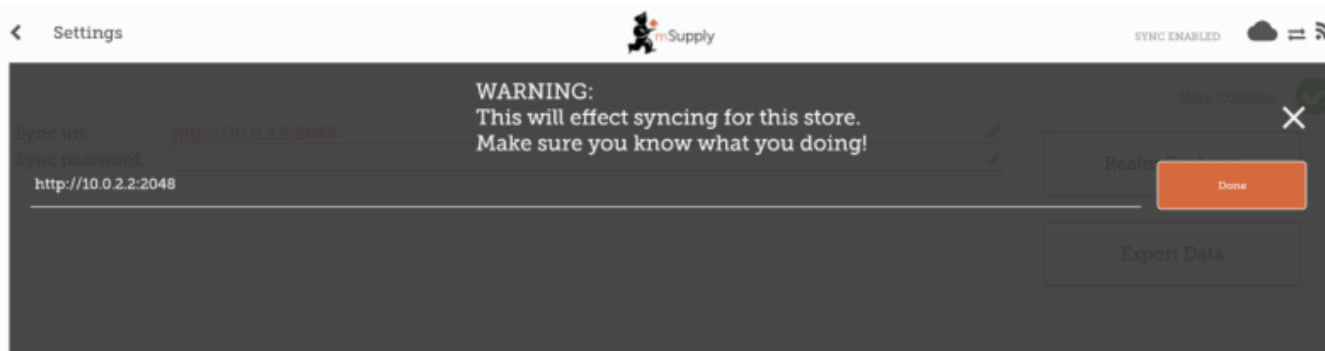 Settings
mSupply
SYNC ENABLED
WARNING:
This will effect syncing for this store.
Make sure you know what you doing!
Save Changes
Sync url: http://10.0.2.2:2048
Sync password:
http://10.0.2.2:2048
Done
Export Data